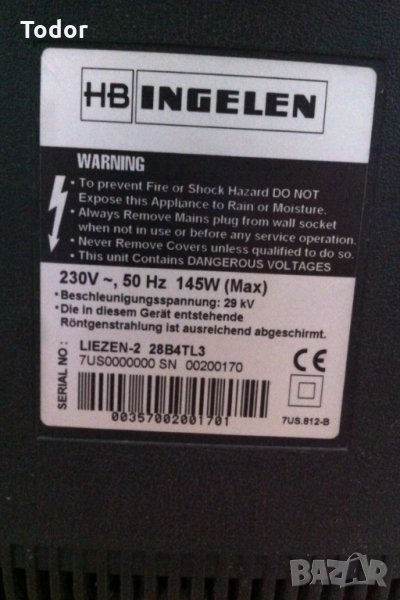 Todor
HB INGELEN
WARNING
• To prevent Fire or Shock Hazard DO NOT
Expose this Appliance to Rain or Moisture.
• Always Remove Mains plug from wall socket
when not in use or before any service operation.
• Never Remove Covers unless qualified to do so.
• This unit Contains DANGEROUS VOLTAGES
230V ~, 50 Hz 145W (Max)
• Beschleunigungsspannung: 29 kV
• Die in diesem Gerät entstehende
Röntgenstrahlung ist ausreichend abgeschirmt.
SERIAL NO :
LIEZEN-2 28B4TL3
7US0000000 SN 00200170
CE
00357002001701
7US.812-B
BAZAR